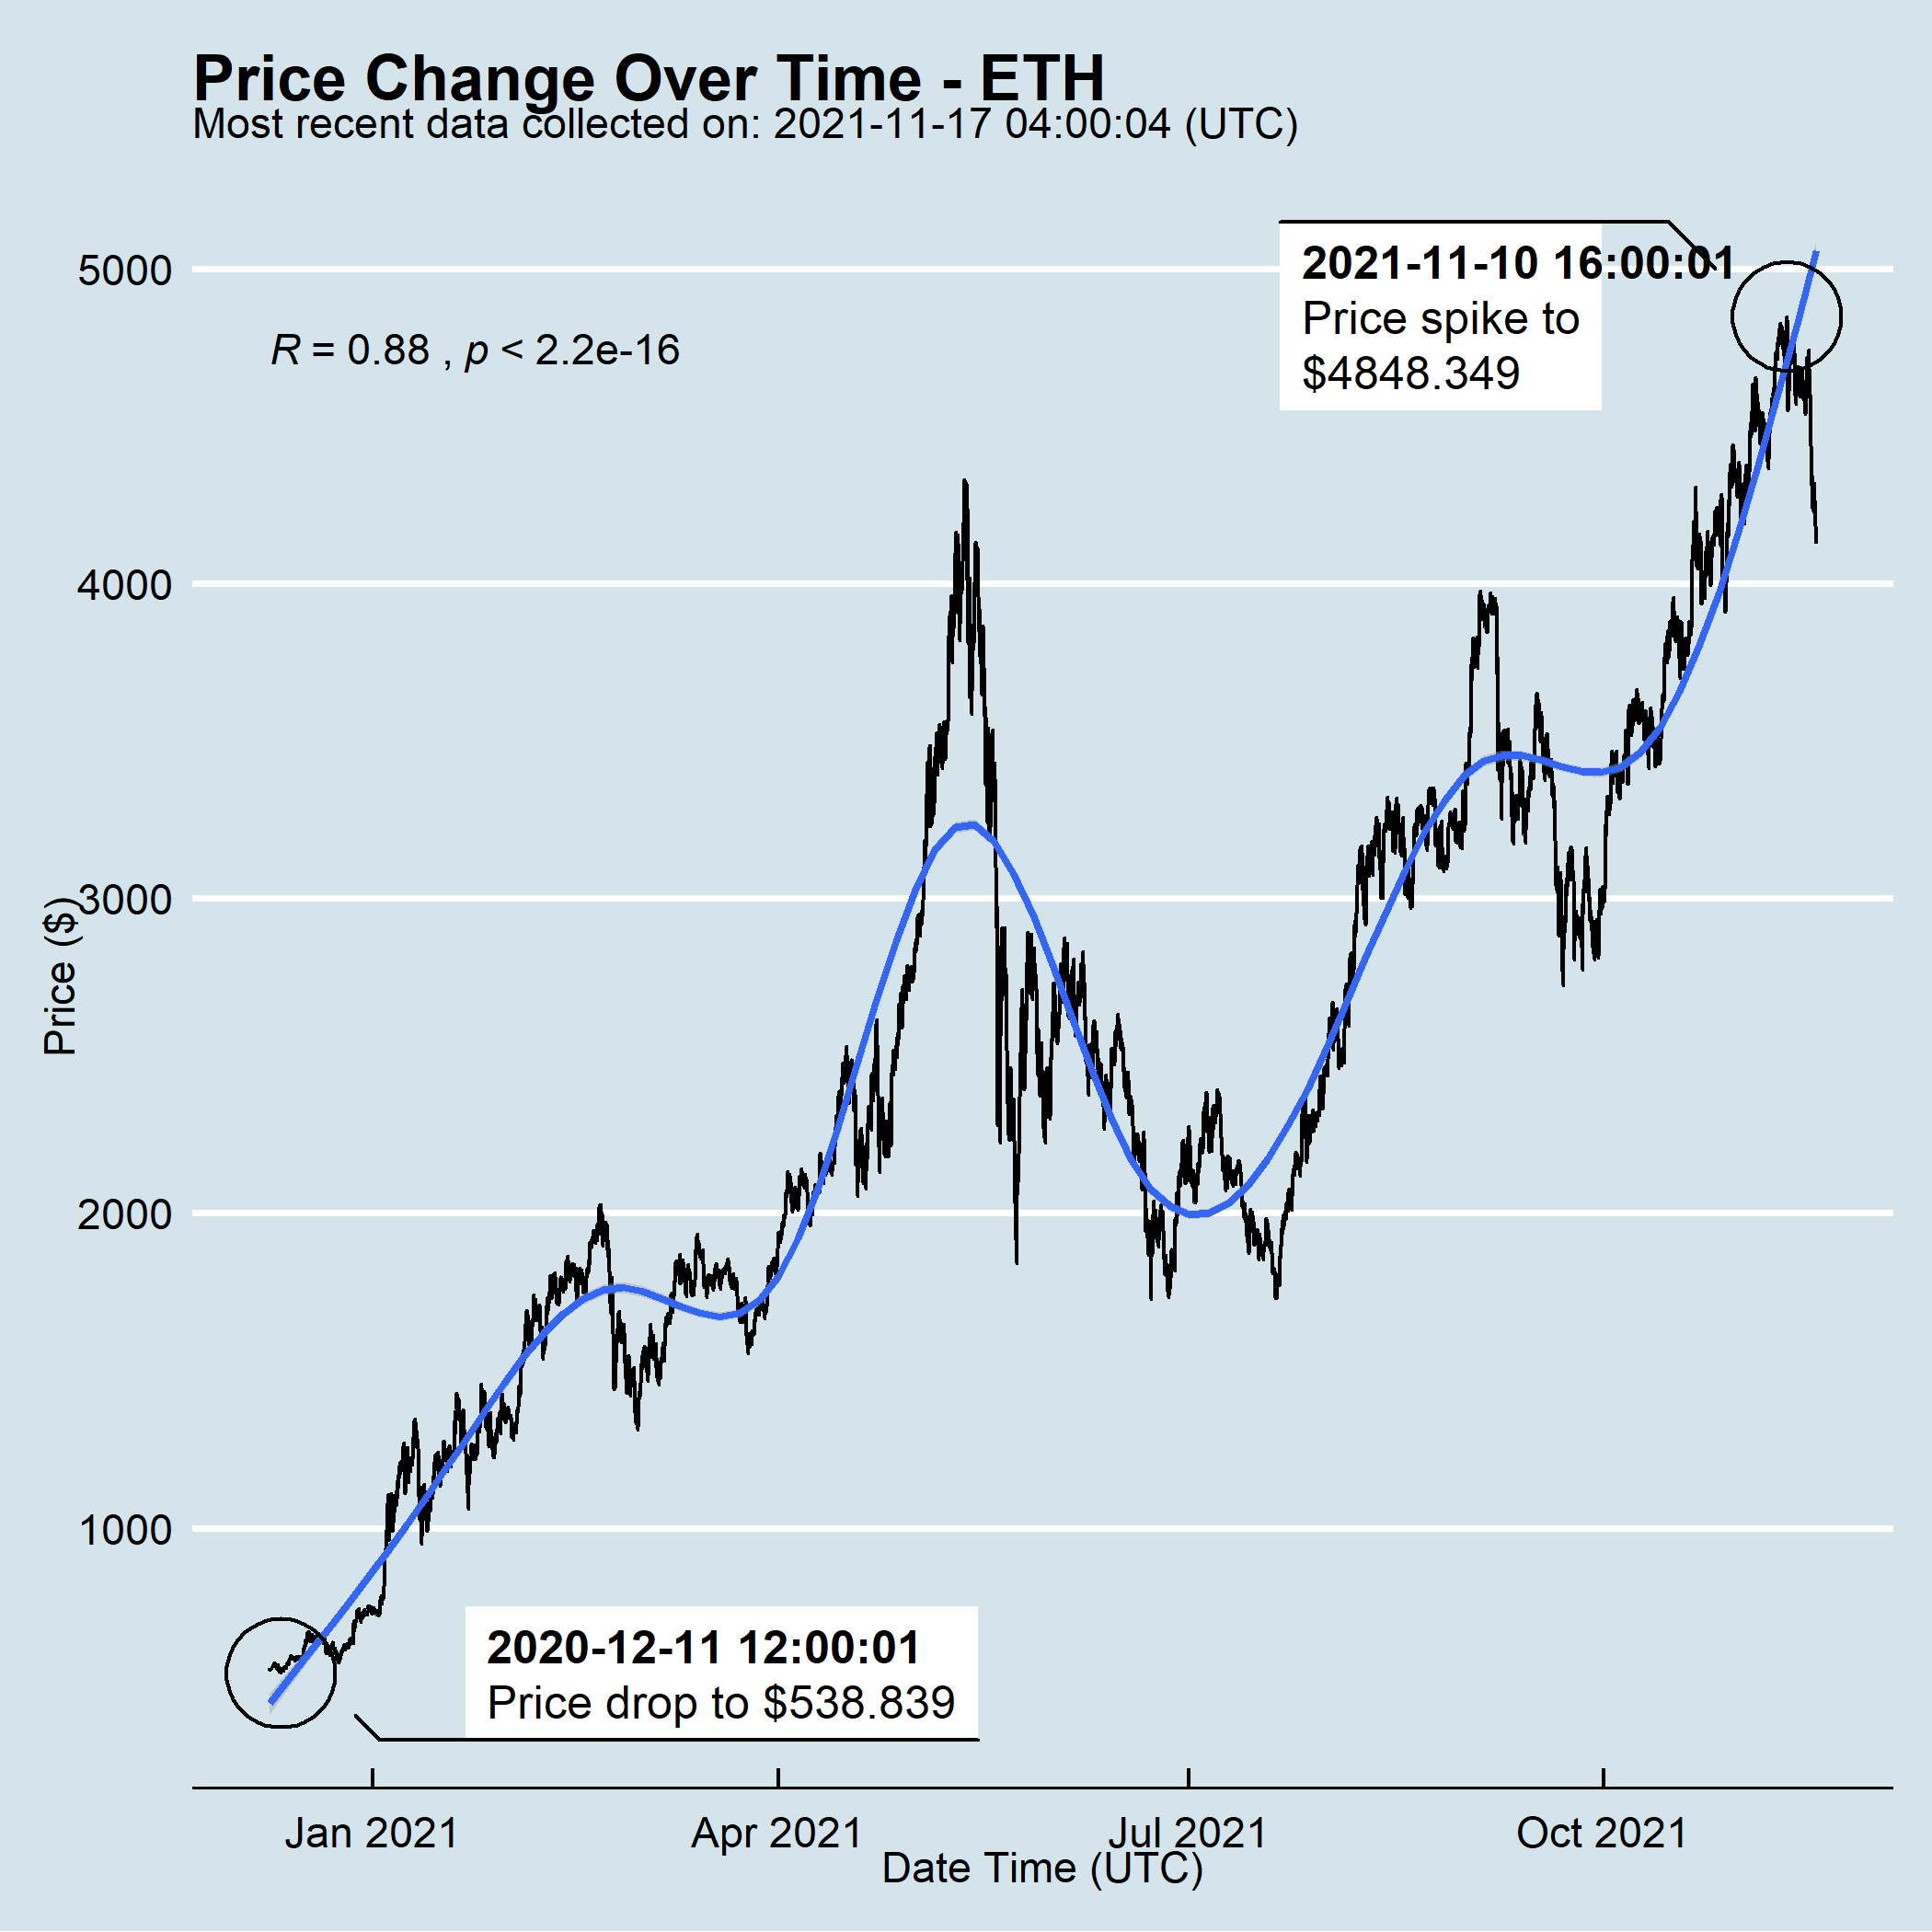 Price Change Over Time - ETH
Most recent data collected on: 2021-11-17 04:00:04 (UTC)
2021-11-10 16:00:01
Price spike to
$4848.349
R = 0.88 , p < 2.2e-16
5000
4000
3000
2000
1000
Price ($)
2020-12-11 12:00:01
Price drop to $538.839
Jan 2021
Apr 2021
Jul 2021
Oct 2021
Date Time (UTC)